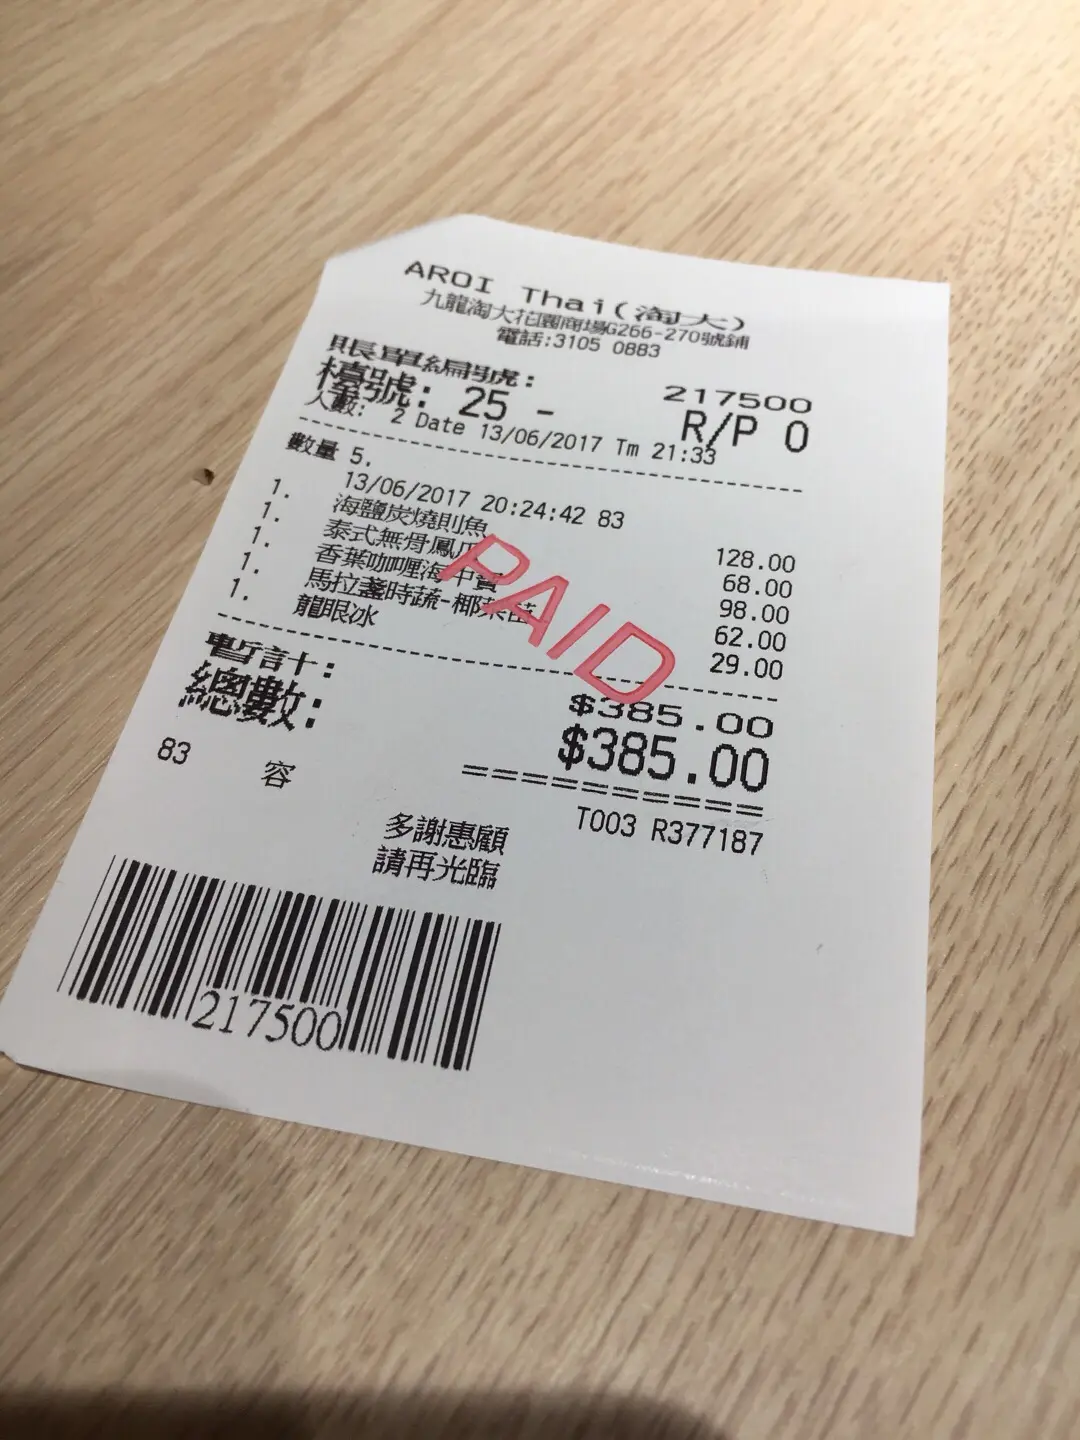 AROI Thai(淘大)
九龍淘大花園商場G266-270號鋪
電話:3105 0883
賬單編號: 217500
檯號: 25 - R/P 0
人數: 2 Date 13/06/2017 Tm 21:33
數量 5.
13/06/2017 20:24:42 83
1. 海鹽炭燒則魚 128.00
1. 泰式無骨鳳爪 68.00
1. 香葉咖喱海中寶 98.00
1. 馬拉盞時蔬-椰菜苗 62.00
1. 龍眼冰 29.00
PAID
暫計: $385.00
總數: $385.00
==========
83 容 T003 R377187
多謝惠顧
請再光臨
217500